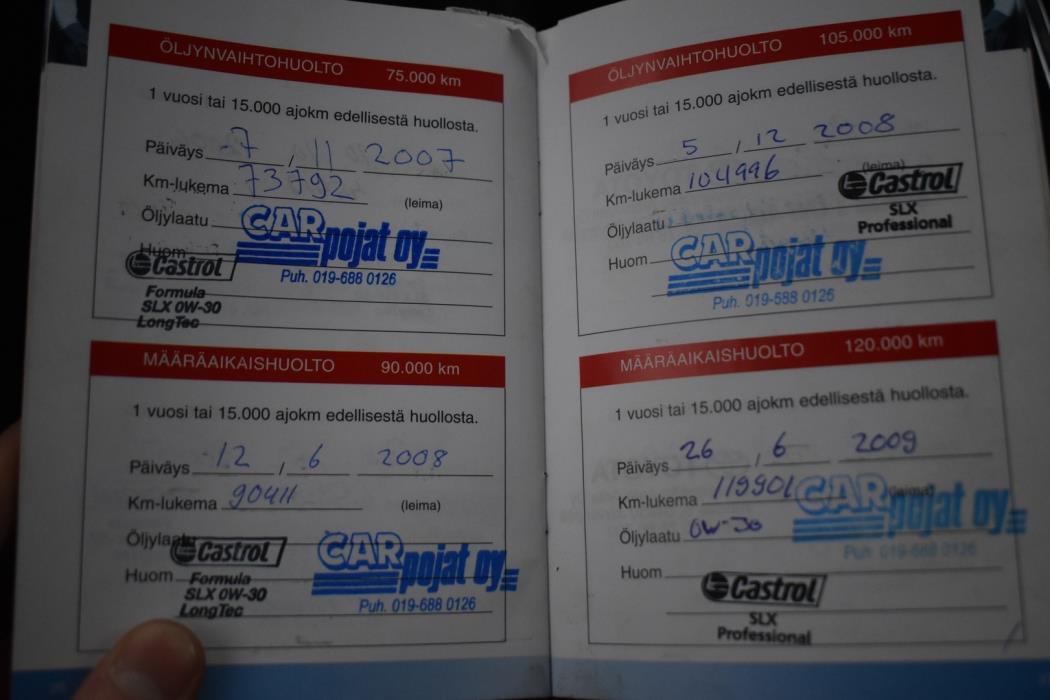 ÖLJYNVAIHTOHUOLTO 75.000 km
1 vuosi tai 15.000 ajokm edellisestä huollosta.
Päiväys 7 / 11 2007
Km-lukema 73792
(leima)
Öljylaatu
CAR pojat oy
Puh. 019-688 0126
Huom
Castrol
Formula
SLX 0W-30
LongTec
MÄÄRÄAIKAISHUOLTO 90.000 km
1 vuosi tai 15.000 ajokm edellisestä huollosta.
Päiväys 12 / 6 2008
Km-lukema 90411
(leima)
Öljylaatu
Castrol
CAR pojat oy
Huom
Formula
SLX 0W-30
LongTec
Puh. 019-688 0126
ÖLJYNVAIHTOHUOLTO 105.000 km
1 vuosi tai 15.000 ajokm edellisestä huollosta.
Päiväys 5 / 12 2008
Km-lukema 104996
(leima)
Castrol
SLX
Professional
Öljylaatu
Huom
CAR pojat oy
Puh. 019-688 0126
MÄÄRÄAIKAISHUOLTO 120.000 km
1 vuosi tai 15.000 ajokm edellisestä huollosta.
Päiväys 26 / 6 2009
Km-lukema 119901
(leima)
CAR pojat oy
Puh. 019-688 0126
Öljylaatu 0W-30
Huom
Castrol
SLX
Professional